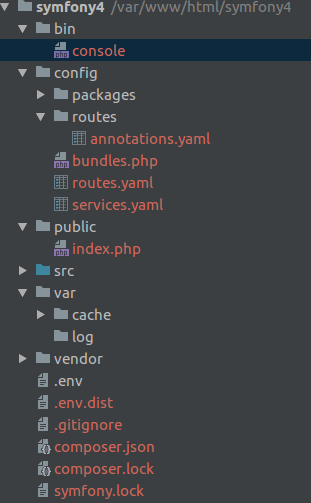 symfony4 /var/www/html/symfony4
bin
console
config
packages
routes
annotations.yaml
bundles.php
routes.yaml
services.yaml
public
index.php
src
var
cache
log
vendor
.env
.env.dist
.gitignore
composer.json
composer.lock
symfony.lock